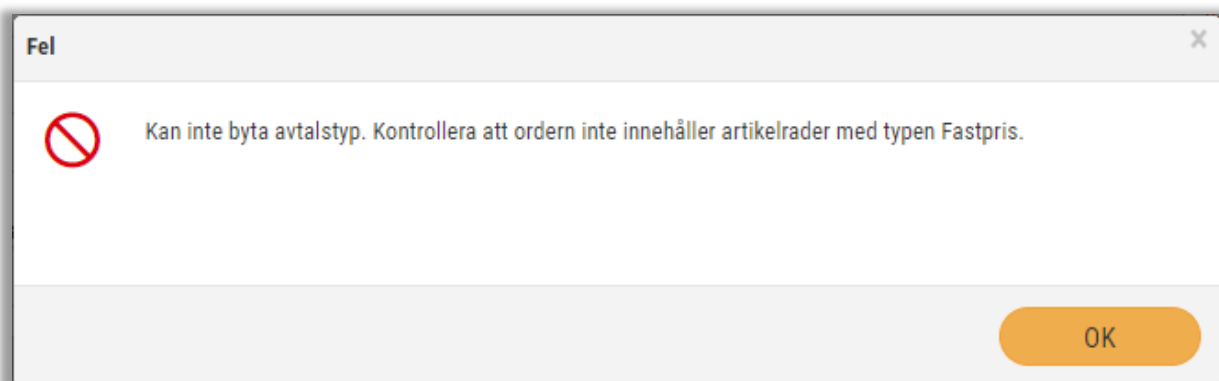 Fel
Kan inte byta avtalstyp. Kontrollera att ordern inte innehåller artikelrader med typen Fastpris.
OK